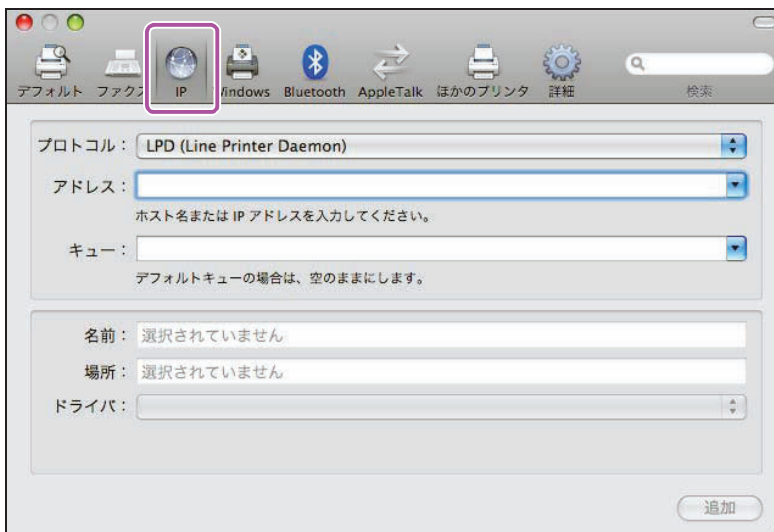 デフォルト ファクス IP Windows Bluetooth AppleTalk ほかのプリンタ 詳細 検索
プロトコル： LPD (Line Printer Daemon)
アドレス：
ホスト名または IP アドレスを入力してください。
キュー：
デフォルトキューの場合は、空のままにします。
名前： 選択されていません
場所： 選択されていません
ドライバ：
追加